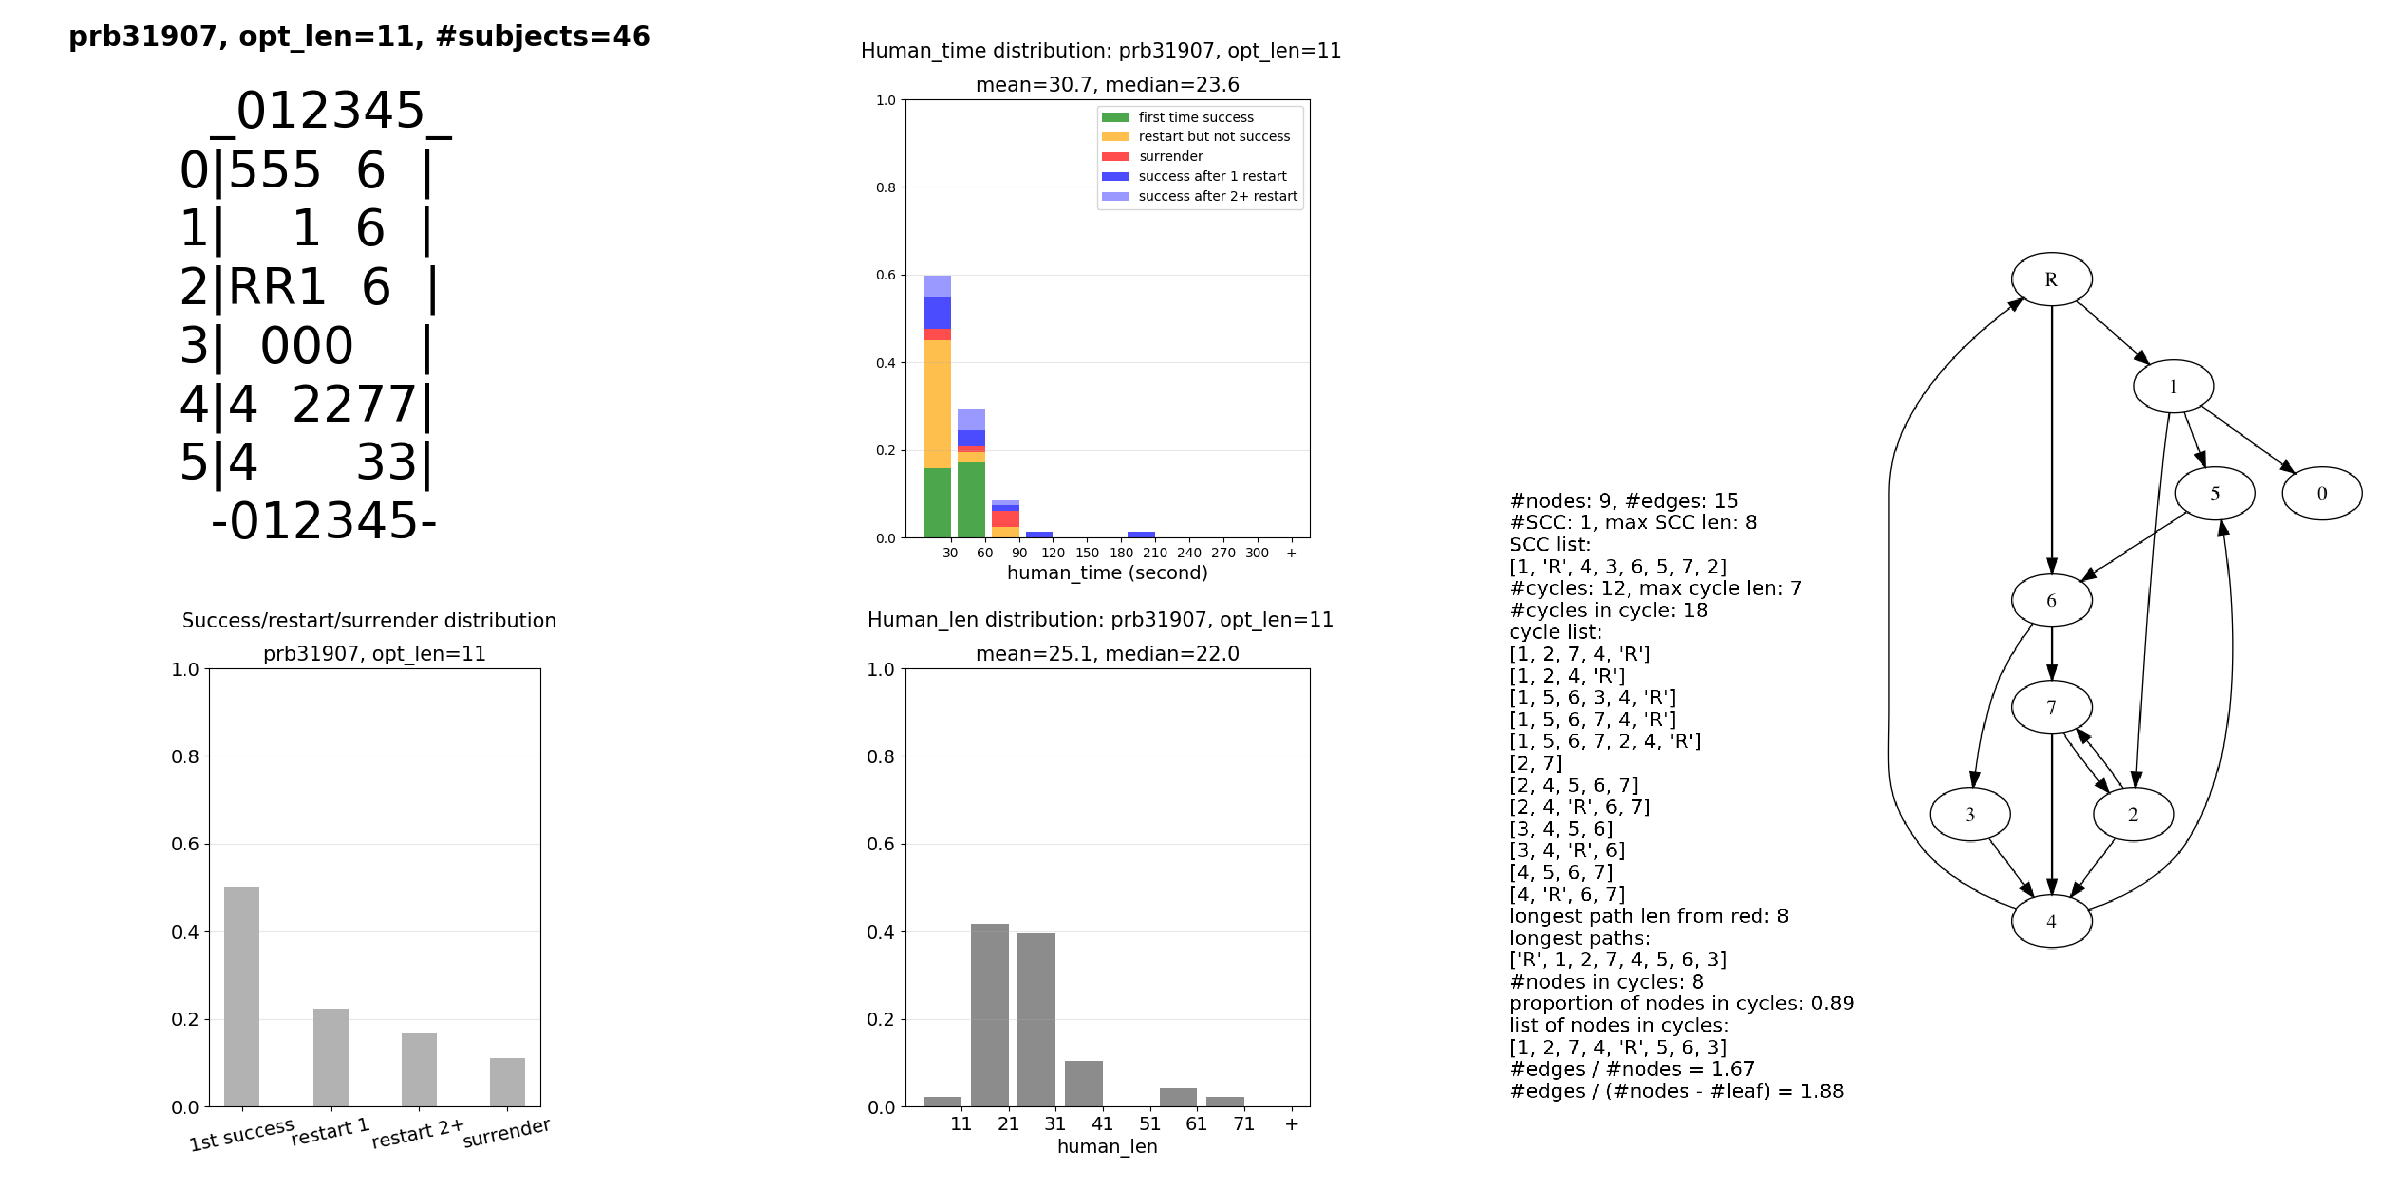 prb31907, opt_len=11, #subjects=46
_012345_
0|555  6  |
1|    1  6  |
2|RR1  6  |
3|  000    |
4|4  2277|
5|4      33|
-012345-
Human_time distribution: prb31907, opt_len=11
mean=30.7, median=23.6
1.0
0.8
0.6
0.4
0.2
0.0
first time success
restart but not success
surrender
success after 1 restart
success after 2+ restart
30 60 90 120 150 180 210 240 270 300 +
human_time (second)
Success/restart/surrender distribution
prb31907, opt_len=11
1.0
0.8
0.6
0.4
0.2
0.0
1st success restart 1 restart 2+ surrender
Human_len distribution: prb31907, opt_len=11
mean=25.1, median=22.0
1.0
0.8
0.6
0.4
0.2
0.0
11 21 31 41 51 61 71 +
human_len
#nodes: 9, #edges: 15
#SCC: 1, max SCC len: 8
SCC list:
[1, 'R', 4, 3, 6, 5, 7, 2]
#cycles: 12, max cycle len: 7
#cycles in cycle: 18
cycle list:
[1, 2, 7, 4, 'R']
[1, 2, 4, 'R']
[1, 5, 6, 3, 4, 'R']
[1, 5, 6, 7, 4, 'R']
[1, 5, 6, 7, 2, 4, 'R']
[2, 7]
[2, 4, 5, 6, 7]
[2, 4, 'R', 6, 7]
[3, 4, 5, 6]
[3, 4, 'R', 6]
[4, 5, 6, 7]
[4, 'R', 6, 7]
longest path len from red: 8
longest paths:
['R', 1, 2, 7, 4, 5, 6, 3]
#nodes in cycles: 8
proportion of nodes in cycles: 0.89
list of nodes in cycles:
[1, 2, 7, 4, 'R', 5, 6, 3]
#edges / #nodes = 1.67
#edges / (#nodes - #leaf) = 1.88
R
1
5
0
6
7
3
2
4